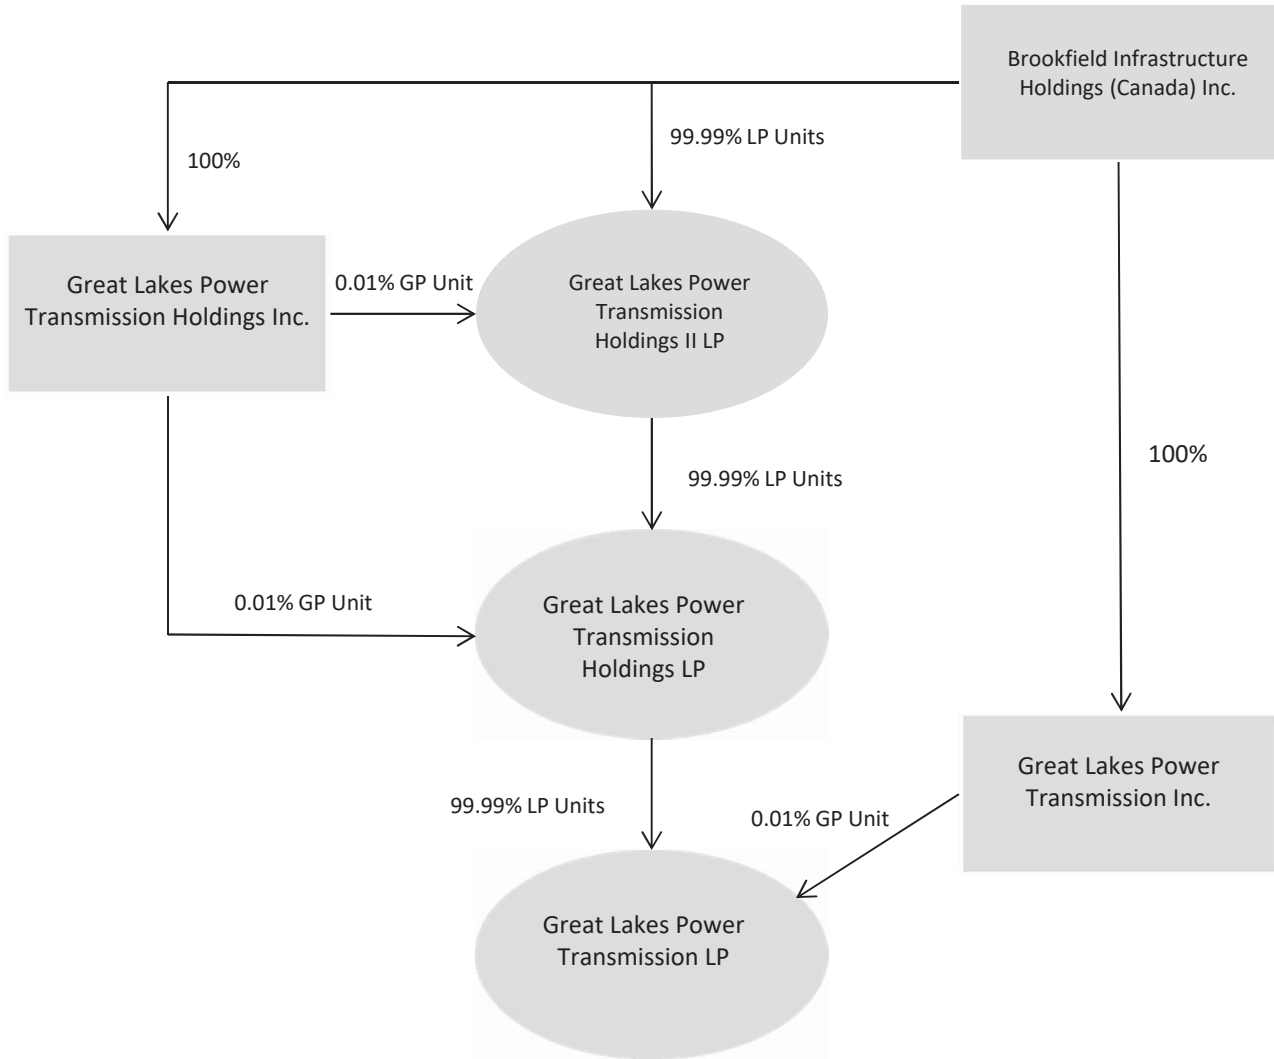 Brookfield Infrastructure
Holdings (Canada) Inc.
99.99% LP Units
100%
Great Lakes Power
Transmission Holdings Inc.
0.01% GP Unit
Great Lakes Power
Transmission
Holdings II LP
100%
99.99% LP Units
0.01% GP Unit
Great Lakes Power
Transmission
Holdings LP
Great Lakes Power
Transmission Inc.
99.99% LP Units
0.01% GP Unit
Great Lakes Power
Transmission LP